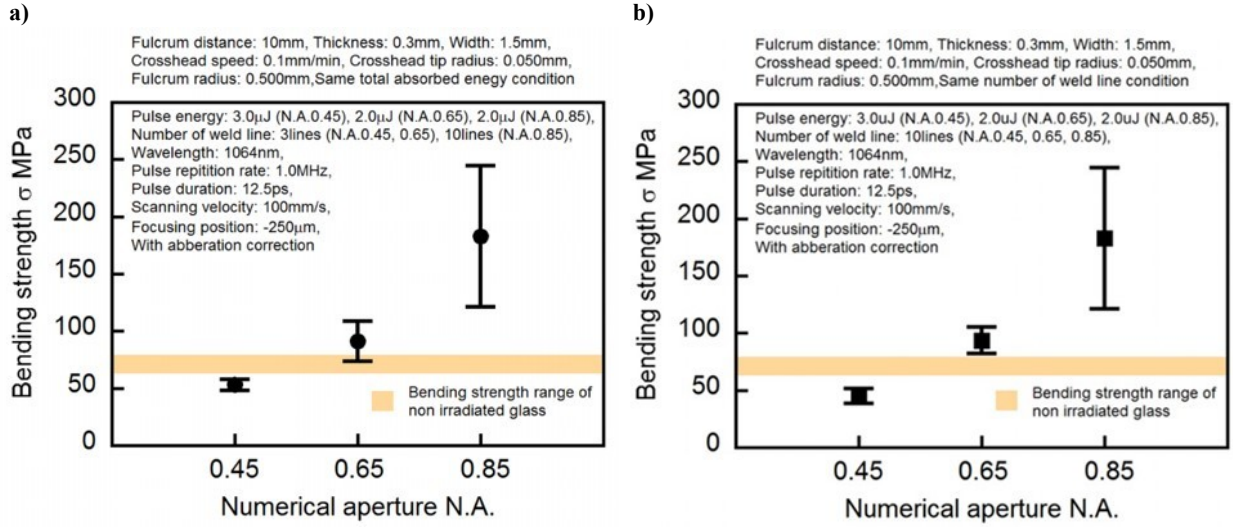 a)
Fulcrum distance: 10mm, Thickness: 0.3mm, Width: 1.5mm,
Crosshead speed: 0.1mm/min, Crosshead tip radius: 0.050mm,
Fulcrum radius: 0.500mm,Same total absorbed enegy condition
300
250
200
150
100
50
0
Bending strength σ MPa
Pulse energy: 3.0μJ (N.A.0.45), 2.0μJ (N.A.0.65), 2.0μJ (N.A.0.85),
Number of weld line: 3lines (N.A.0.45, 0.65), 10lines (N.A.0.85),
Wavelength: 1064nm,
Pulse repitition rate: 1.0MHz,
Pulse duration: 12.5ps,
Scanning velocity: 100mm/s,
Focusing position: -250μm,
With abberation correction
Bending strength range of
non irradiated glass
0.45 0.65 0.85
Numerical aperture N.A.
b)
Fulcrum distance: 10mm, Thickness: 0.3mm, Width: 1.5mm,
Crosshead speed: 0.1mm/min, Crosshead tip radius: 0.050mm,
Fulcrum radius: 0.500mm,Same number of weld line condition
300
250
200
150
100
50
0
Bending strength σ MPa
Pulse energy: 3.0uJ (N.A.0.45), 2.0uJ (N.A.0.65), 2.0uJ (N.A.0.85),
Number of weld line: 10lines (N.A.0.45, 0.65, 0.85),
Wavelength: 1064nm,
Pulse repitition rate: 1.0MHz,
Pulse duration: 12.5ps,
Scanning velocity: 100mm/s,
Focusing position: -250μm,
With abberation correction
Bending strength range of
non irradiated glass
0.45 0.65 0.85
Numerical aperture N.A.